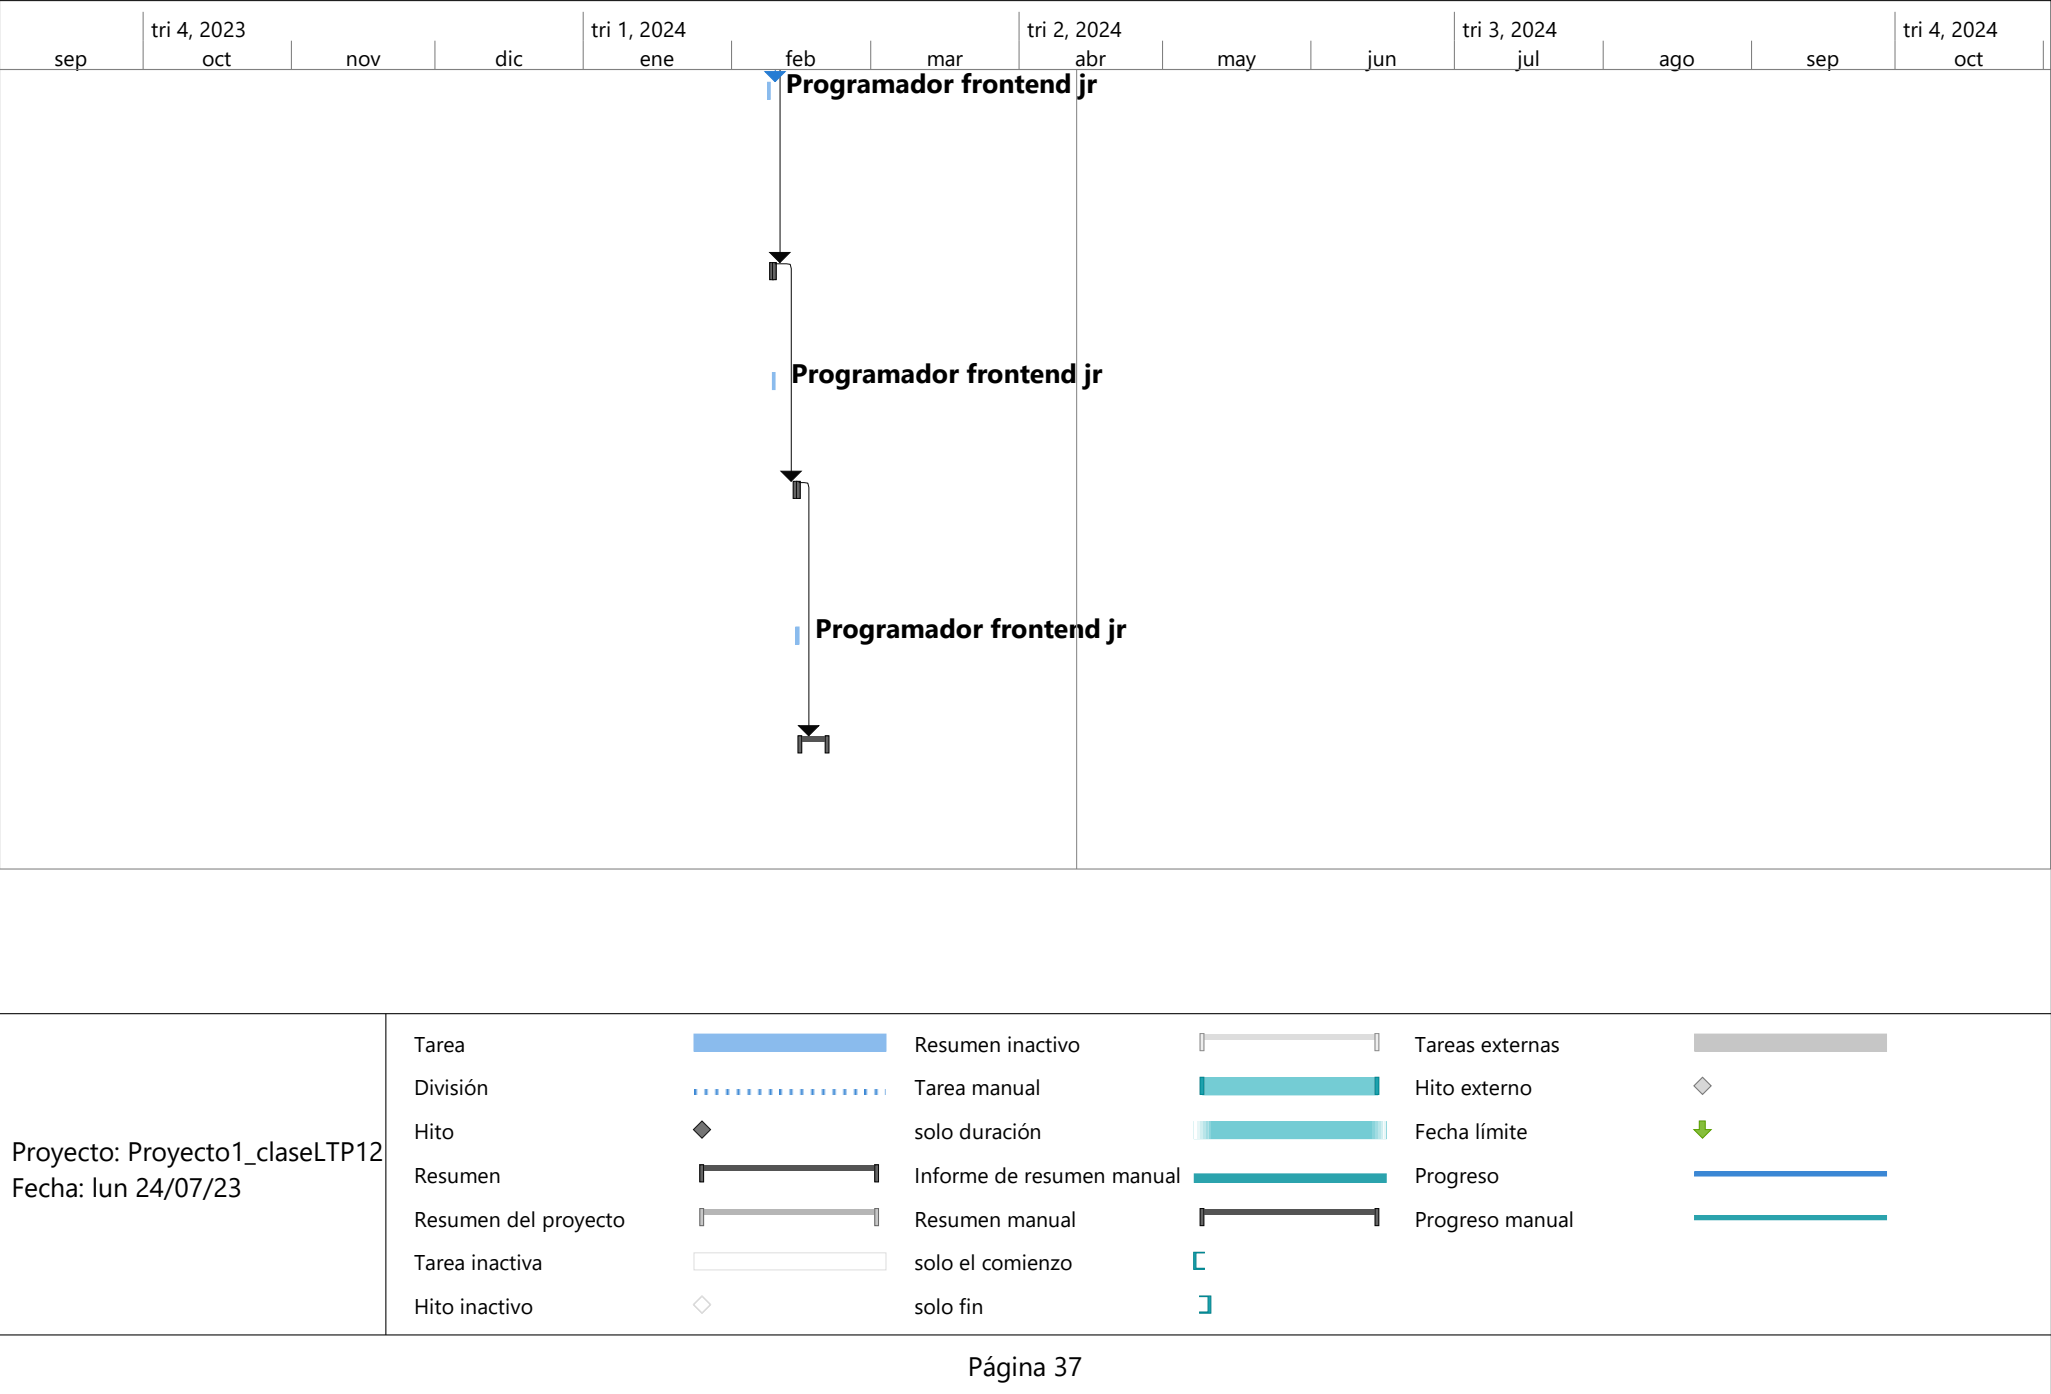 tri 4, 2023 tri 1, 2024 tri 2, 2024 tri 3, 2024 tri 4, 2024
sep oct nov dic ene feb mar abr may jun jul ago sep oct
Programador frontend jr
Programador frontend jr
Programador frontend jr
Proyecto: Proyecto1_claseLTP12
Fecha: lun 24/07/23
Tarea
División
Hito
Resumen
Resumen del proyecto
Tarea inactiva
Hito inactivo
Resumen inactivo
Tarea manual
solo duración
Informe de resumen manual
Resumen manual
solo el comienzo
solo fin
Tareas externas
Hito externo
Fecha límite
Progreso
Progreso manual
Página 37